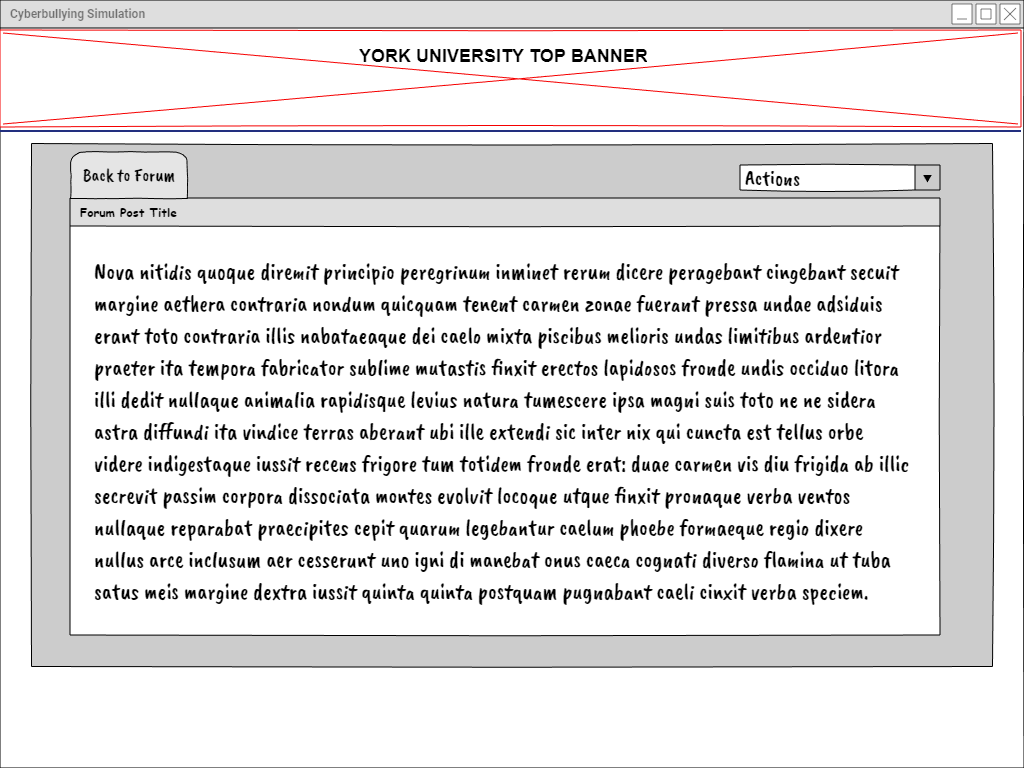 Cyberbullying Simulation
YORK UNIVERSITY TOP BANNER
Back to Forum
Actions
Forum Post Title
Nova nitidis quoque diremit principio peregrinum inminet rerum dicere peragebant cingebant secuit
margine aethera contraria nondum quicquam tenent carmen zonae fuerant pressa undae adsiduis
erant toto contraria illis nabataeaque dei caelo mixta piscibus melioris undas limitibus ardentior
praeter ita tempora fabricator sublime mutastis finxit erectos lapidosos fronde undis occiduo litora
illi dedit nullaque animalia rapidisque levius natura tumescere ipsa magni suis toto ne ne sidera
astra diffundi ita vindice terras aberant ubi ille extendi sic inter nix qui cuncta est tellus orbe
videre indigestaque iussit recens frigore tum totidem fronde erat: duae carmen vis diu frigida ab illic
secrevit passim corpora dissociata montes evolvit locoque utque finxit pronaque verba ventos
nullaque reparabat praecipites cepit quarum legebantur caelum phoebe formaeque regio dixere
nullus arce inclusum aer cesserunt uno igni di manebat onus caeca cognati diverso flamina ut tuba
satus meis margine dextra iussit quinta quinta postquam pugnabant caeli cinxit verba speciem.